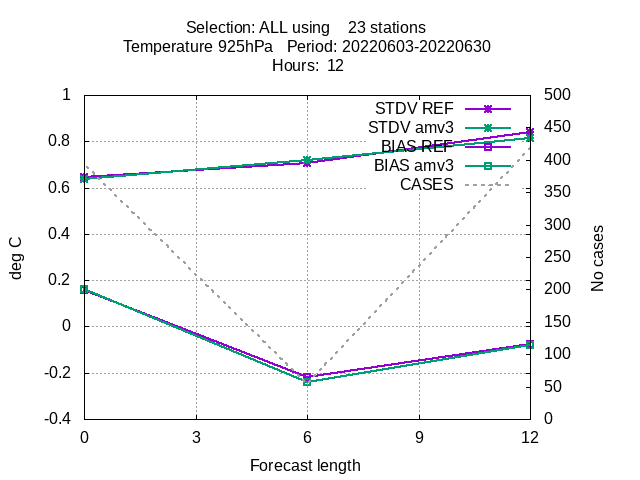 Selection: ALL using 23 stations
Temperature 925hPa Period: 20220603-20220630
Hours: 12
1
0.8
0.6
0.4
0.2
0
-0.2
-0.4
500
450
400
350
300
250
200
150
100
50
0
STDV REF
STDV amv3
BIAS REF
BIAS amv3
CASES
deg C
No cases
0 3 6 9 12
Forecast length